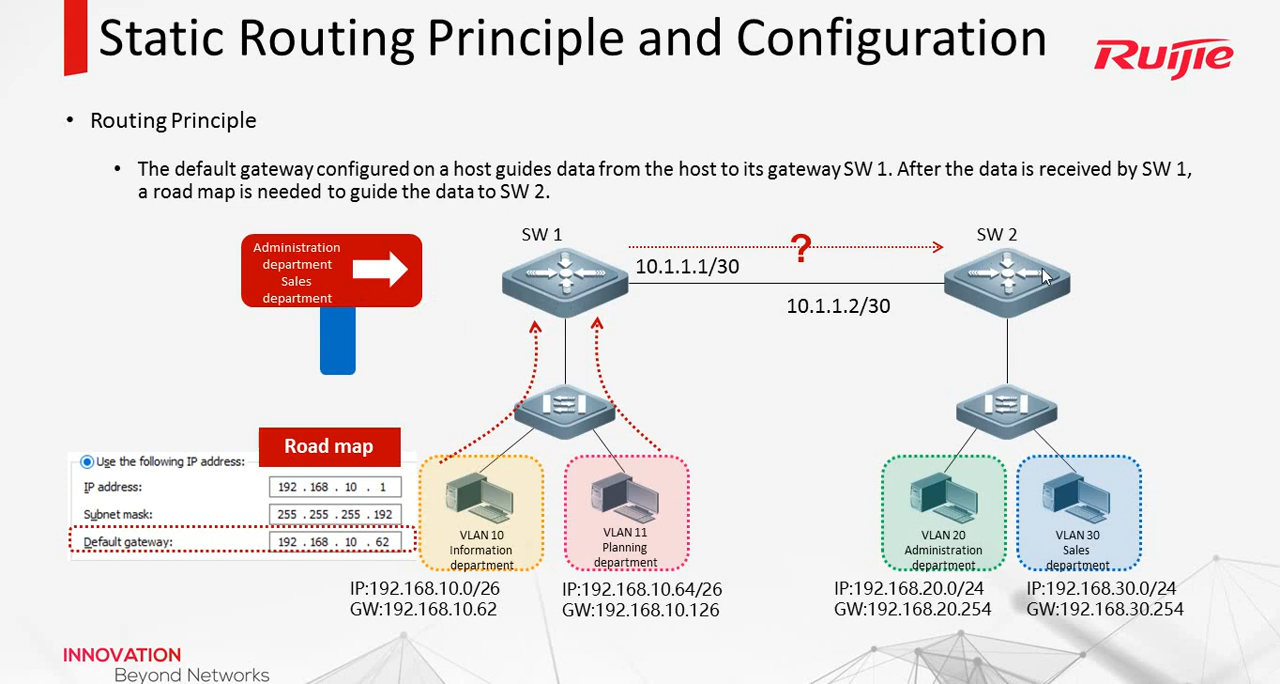 Static Routing Principle and Configuration
Ruijie
• Routing Principle
• The default gateway configured on a host guides data from the host to its gateway SW 1. After the data is received by SW 1,
a road map is needed to guide the data to SW 2.
Administration
department
Sales
department
SW 1
?
SW 2
10.1.1.1/30
10.1.1.2/30
Road map
Use the following IP address:
IP address:
192 . 168 . 10 . 1
Subnet mask:
255 . 255 . 255 . 192
Default gateway:
192 . 168 . 10 . 62
VLAN 10
Information
department
IP:192.168.10.0/26
GW:192.168.10.62
VLAN 11
Planning
department
IP:192.168.10.64/26
GW:192.168.10.126
VLAN 20
Administration
department
IP:192.168.20.0/24
GW:192.168.20.254
VLAN 30
Sales
department
IP:192.168.30.0/24
GW:192.168.30.254
INNOVATION
Beyond Networks